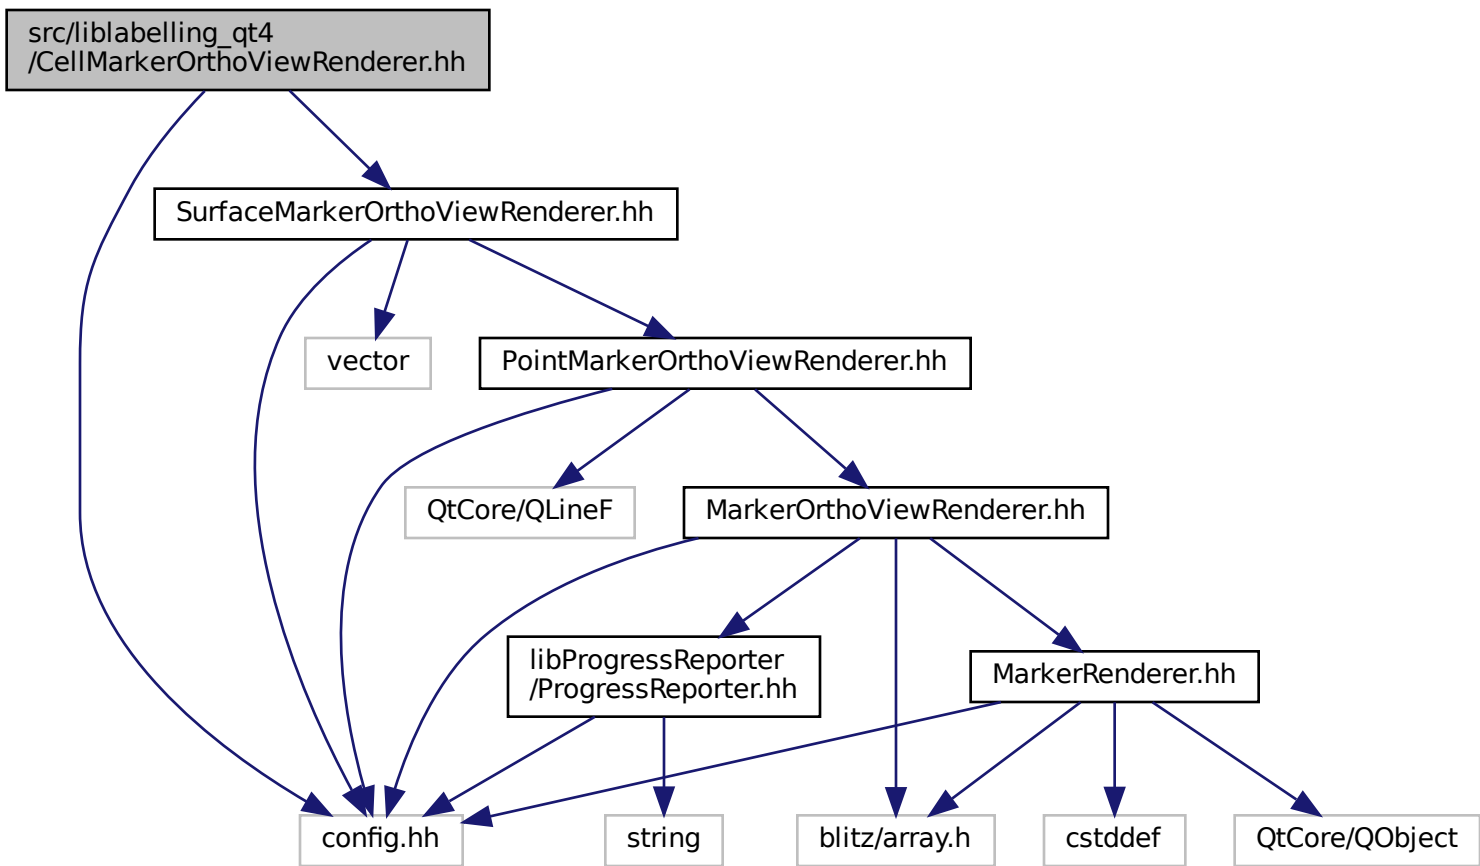 src/liblabelling_qt4
/CellMarkerOrthoViewRenderer.hh
SurfaceMarkerOrthoViewRenderer.hh
vector
PointMarkerOrthoViewRenderer.hh
QtCore/QLineF
MarkerOrthoViewRenderer.hh
libProgressReporter
/ProgressReporter.hh
MarkerRenderer.hh
config.hh
string
blitz/array.h
cstddef
QtCore/QObject